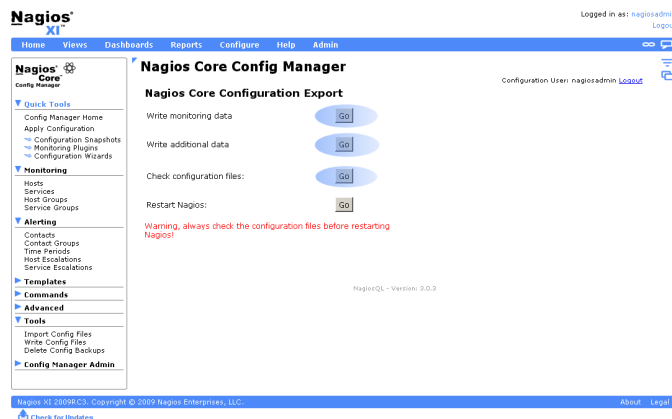 Nagios®
XI™
Logged in as: nagiosadmin
Logou
Home Views Dashboards Reports Configure Help Admin
Nagios®
Core™
Config Manager
Quick Tools
Config Manager Home
Apply Configuration
Configuration Snapshots
Monitoring Plugins
Configuration Wizards
Monitoring
Hosts
Services
Host Groups
Service Groups
Alerting
Contacts
Contact Groups
Time Periods
Host Escalations
Service Escalations
Templates
Commands
Advanced
Tools
Import Config Files
Write Config Files
Delete Config Backups
Config Manager Admin
Nagios Core Config Manager
Configuration User: nagiosadmin Logout
Nagios Core Configuration Export
Write monitoring data Go
Write additional data Go
Check configuration files: Go
Restart Nagios: Go
Warning, always check the configuration files before restarting
Nagios!
NagiosQL - Version: 3.0.3
Nagios XI 2009RC3. Copyright © 2009 Nagios Enterprises, LLC.
About Legal
Check for Updates